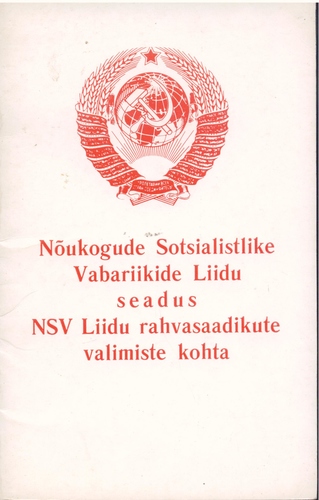 Nõukogude Sotsialistlike
Vabariikide Liidu
seadus
NSV Liidu rahvasaadikute
valimiste kohta